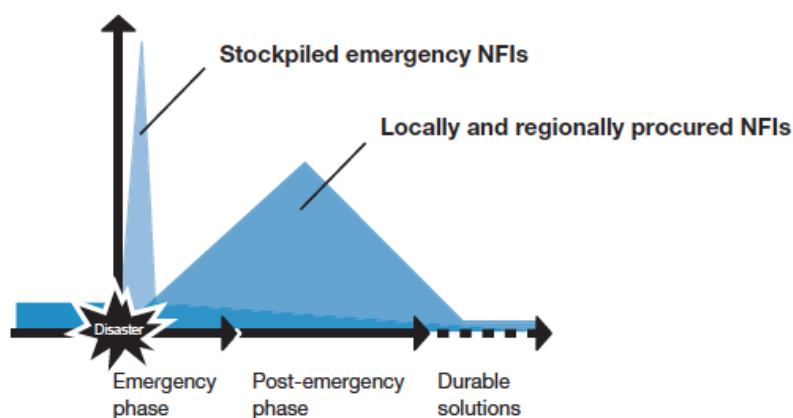 Stockpiled emergency NFIs
Locally and regionally procured NFIs
Disaster
Emergency
phase
Post-emergency
phase
Durable
solutions